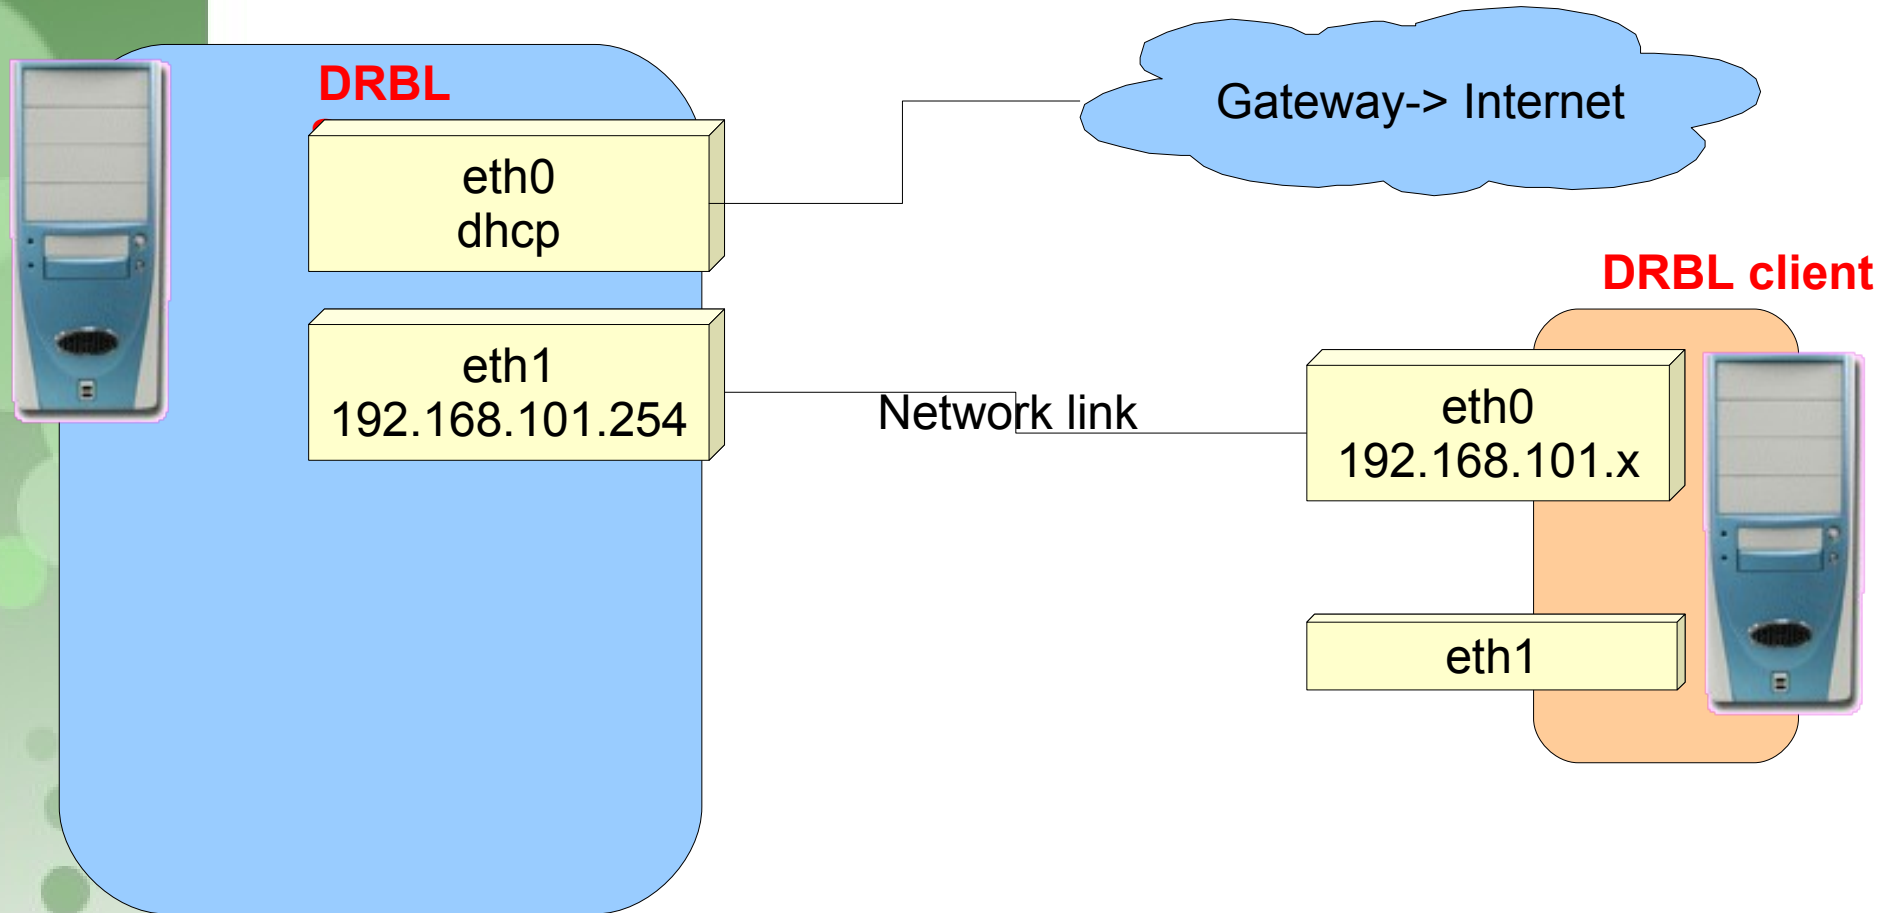 DRBL
eth0
dhcp
Gateway-> Internet
DRBL client
eth1
192.168.101.254
Network link
eth0
192.168.101.x
eth1